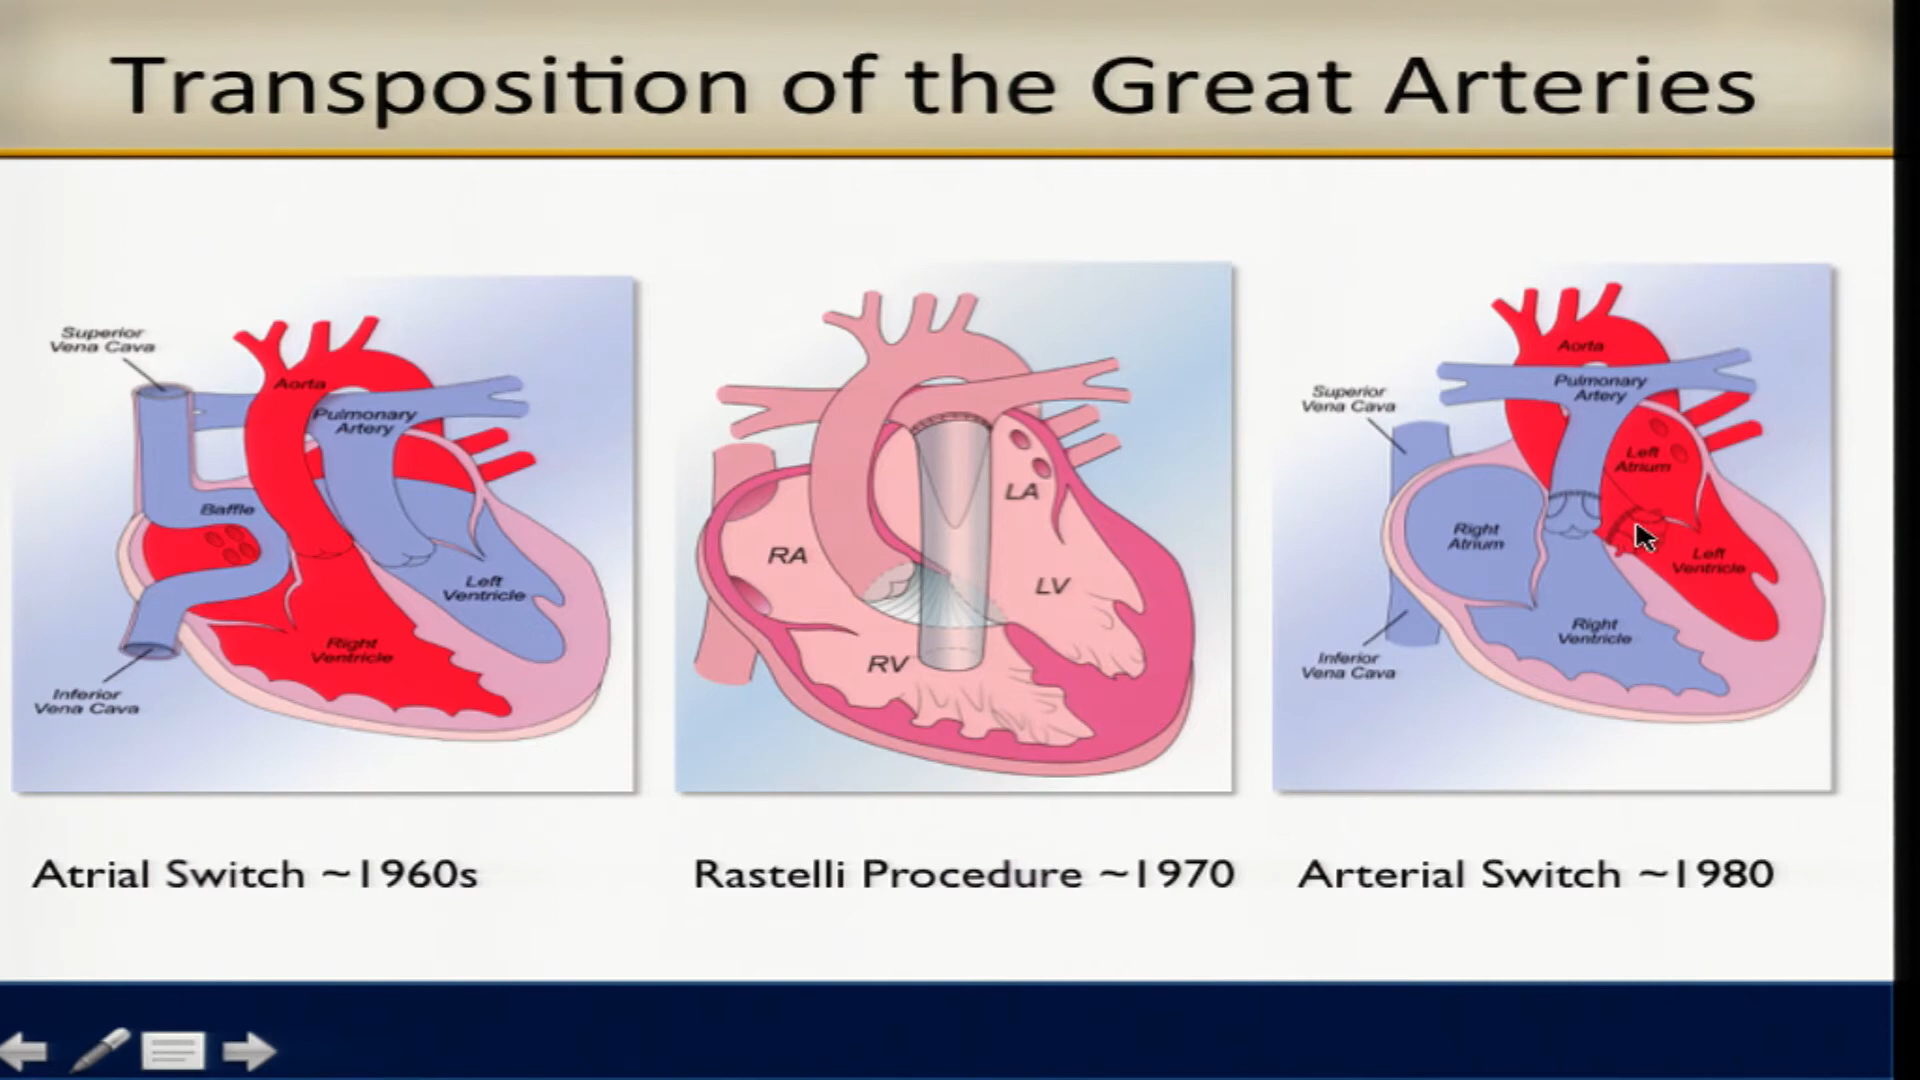 Transposition of the Great Arteries
Superior
Vena Cava
Aorta
Pulmonary
Artery
Baffle
Left
Ventricle
Right
Ventricle
Inferior
Vena Cava
LA
RA
LV
RV
Aorta
Pulmonary
Artery
Superior
Vena Cava
Left
Atrium
Right
Atrium
Left
Ventricle
Right
Ventricle
Inferior
Vena Cava
Atrial Switch ~1960s
Rastelli Procedure ~1970
Arterial Switch ~1980